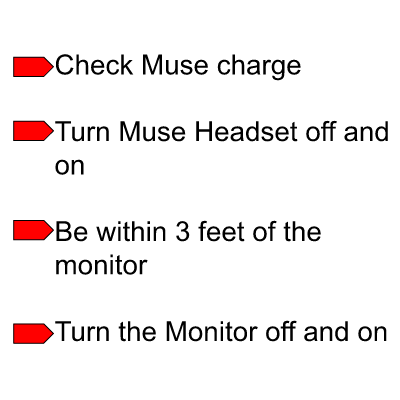 Check Muse charge
Turn Muse Headset off and
on
Be within 3 feet of the
monitor
Turn the Monitor off and on